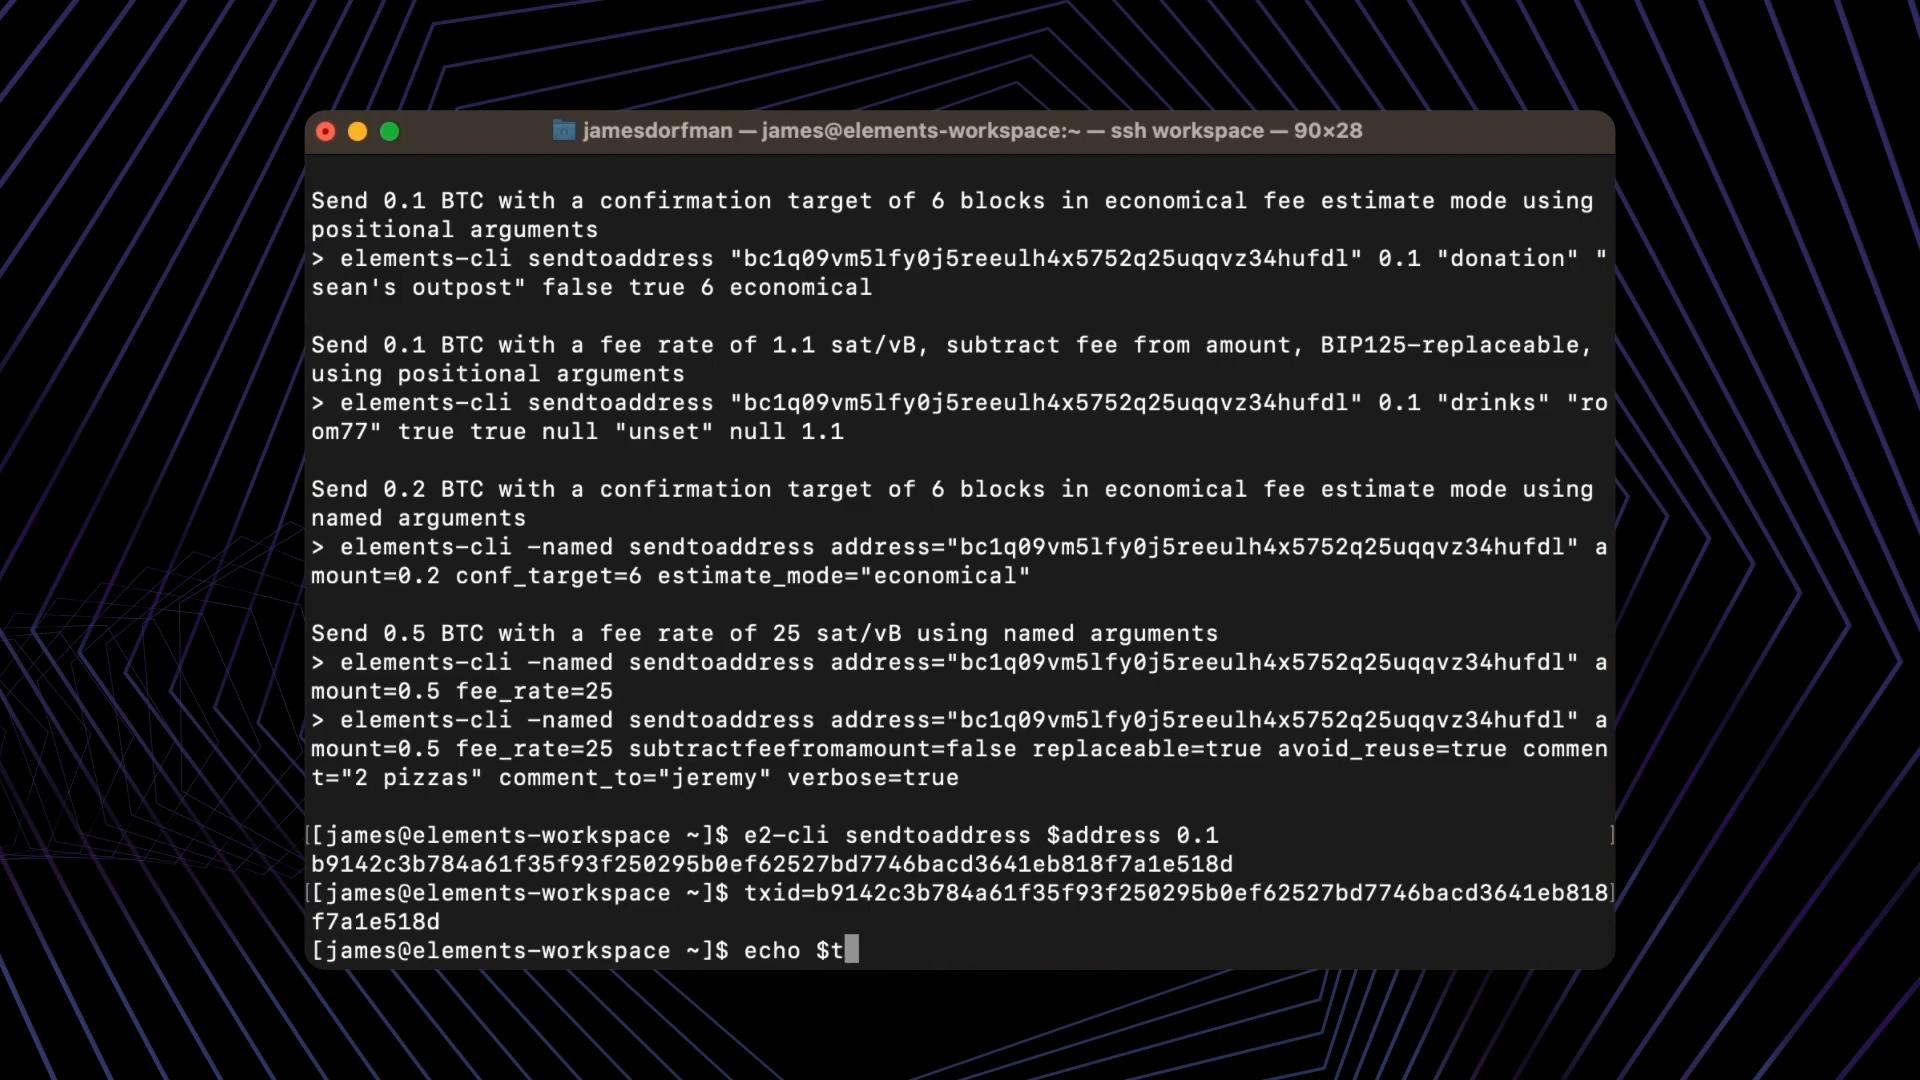 jamesdorfman — james@elements-workspace:~ — ssh workspace — 90×28
Send 0.1 BTC with a confirmation target of 6 blocks in economical fee estimate mode using
positional arguments
> elements-cli sendtoaddress "bc1q09vm5lfy0j5reeulh4x5752q25uqqvz34hufdl" 0.1 "donation" "
sean's outpost" false true 6 economical
Send 0.1 BTC with a fee rate of 1.1 sat/vB, subtract fee from amount, BIP125-replaceable,
using positional arguments
> elements-cli sendtoaddress "bc1q09vm5lfy0j5reeulh4x5752q25uqqvz34hufdl" 0.1 "drinks" "ro
om77" true true null "unset" null 1.1
Send 0.2 BTC with a confirmation target of 6 blocks in economical fee estimate mode using
named arguments
> elements-cli -named sendtoaddress address="bc1q09vm5lfy0j5reeulh4x5752q25uqqvz34hufdl" a
mount=0.2 conf_target=6 estimate_mode="economical"
Send 0.5 BTC with a fee rate of 25 sat/vB using named arguments
> elements-cli -named sendtoaddress address="bc1q09vm5lfy0j5reeulh4x5752q25uqqvz34hufdl" a
mount=0.5 fee_rate=25
> elements-cli -named sendtoaddress address="bc1q09vm5lfy0j5reeulh4x5752q25uqqvz34hufdl" a
mount=0.5 fee_rate=25 subtractfeefromamount=false replaceable=true avoid_reuse=true commen
t="2 pizzas" comment_to="jeremy" verbose=true
[[james@elements-workspace ~]$ e2-cli sendtoaddress $address 0.1 ]
b9142c3b784a61f35f93f250295b0ef62527bd7746bacd3641eb818f7a1e518d
[[james@elements-workspace ~]$ txid=b9142c3b784a61f35f93f250295b0ef62527bd7746bacd3641eb818]
f7a1e518d
[james@elements-workspace ~]$ echo $t